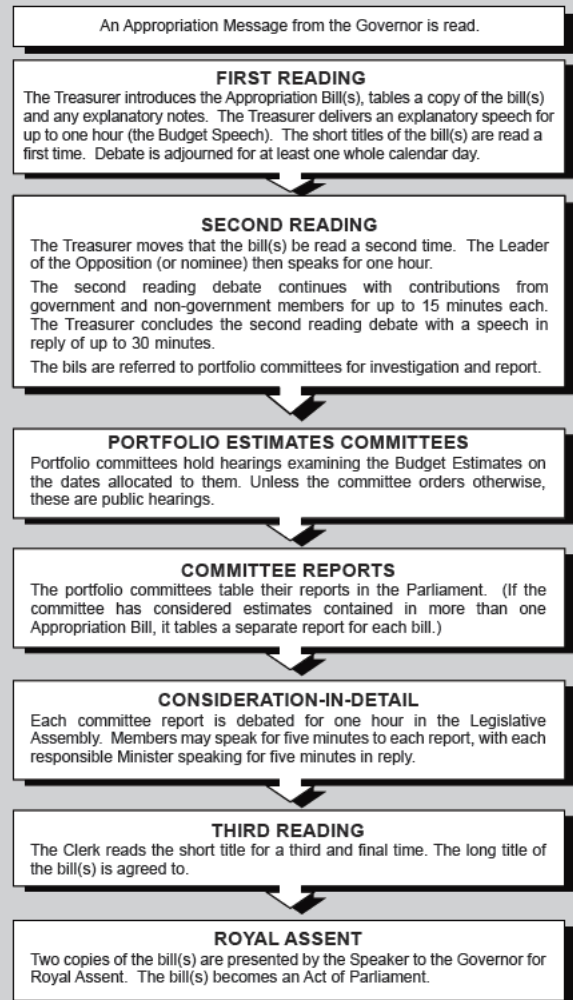 An Appropriation Message from the Governor is read.
FIRST READING
The Treasurer introduces the Appropriation Bill(s), tables a copy of the bill(s)
and any explanatory notes. The Treasurer delivers an explanatory speech for
up to one hour (the Budget Speech). The short titles of the bill(s) are read a
first time. Debate is adjourned for at least one whole calendar day.
SECOND READING
The Treasurer moves that the bill(s) be read a second time. The Leader
of the Opposition (or nominee) then speaks for one hour.
The second reading debate continues with contributions from
government and non-government members for up to 15 minutes each.
The Treasurer concludes the second reading debate with a speech in
reply of up to 30 minutes.
The bils are referred to portfolio committees for investigation and report.
PORTFOLIO ESTIMATES COMMITTEES
Portfolio committees hold hearings examining the Budget Estimates on
the dates allocated to them. Unless the committee orders otherwise,
these are public hearings.
COMMITTEE REPORTS
The portfolio committees table their reports in the Parliament. (If the
committee has considered estimates contained in more than one
Appropriation Bill, it tables a separate report for each bill.)
CONSIDERATION-IN-DETAIL
Each committee report is debated for one hour in the Legislative
Assembly. Members may speak for five minutes to each report, with each
responsible Minister speaking for five minutes in reply.
THIRD READING
The Clerk reads the short title for a third and final time. The long title of
the bill(s) is agreed to.
ROYAL ASSENT
Two copies of the bill(s) are presented by the Speaker to the Governor for
Royal Assent. The bill(s) becomes an Act of Parliament.